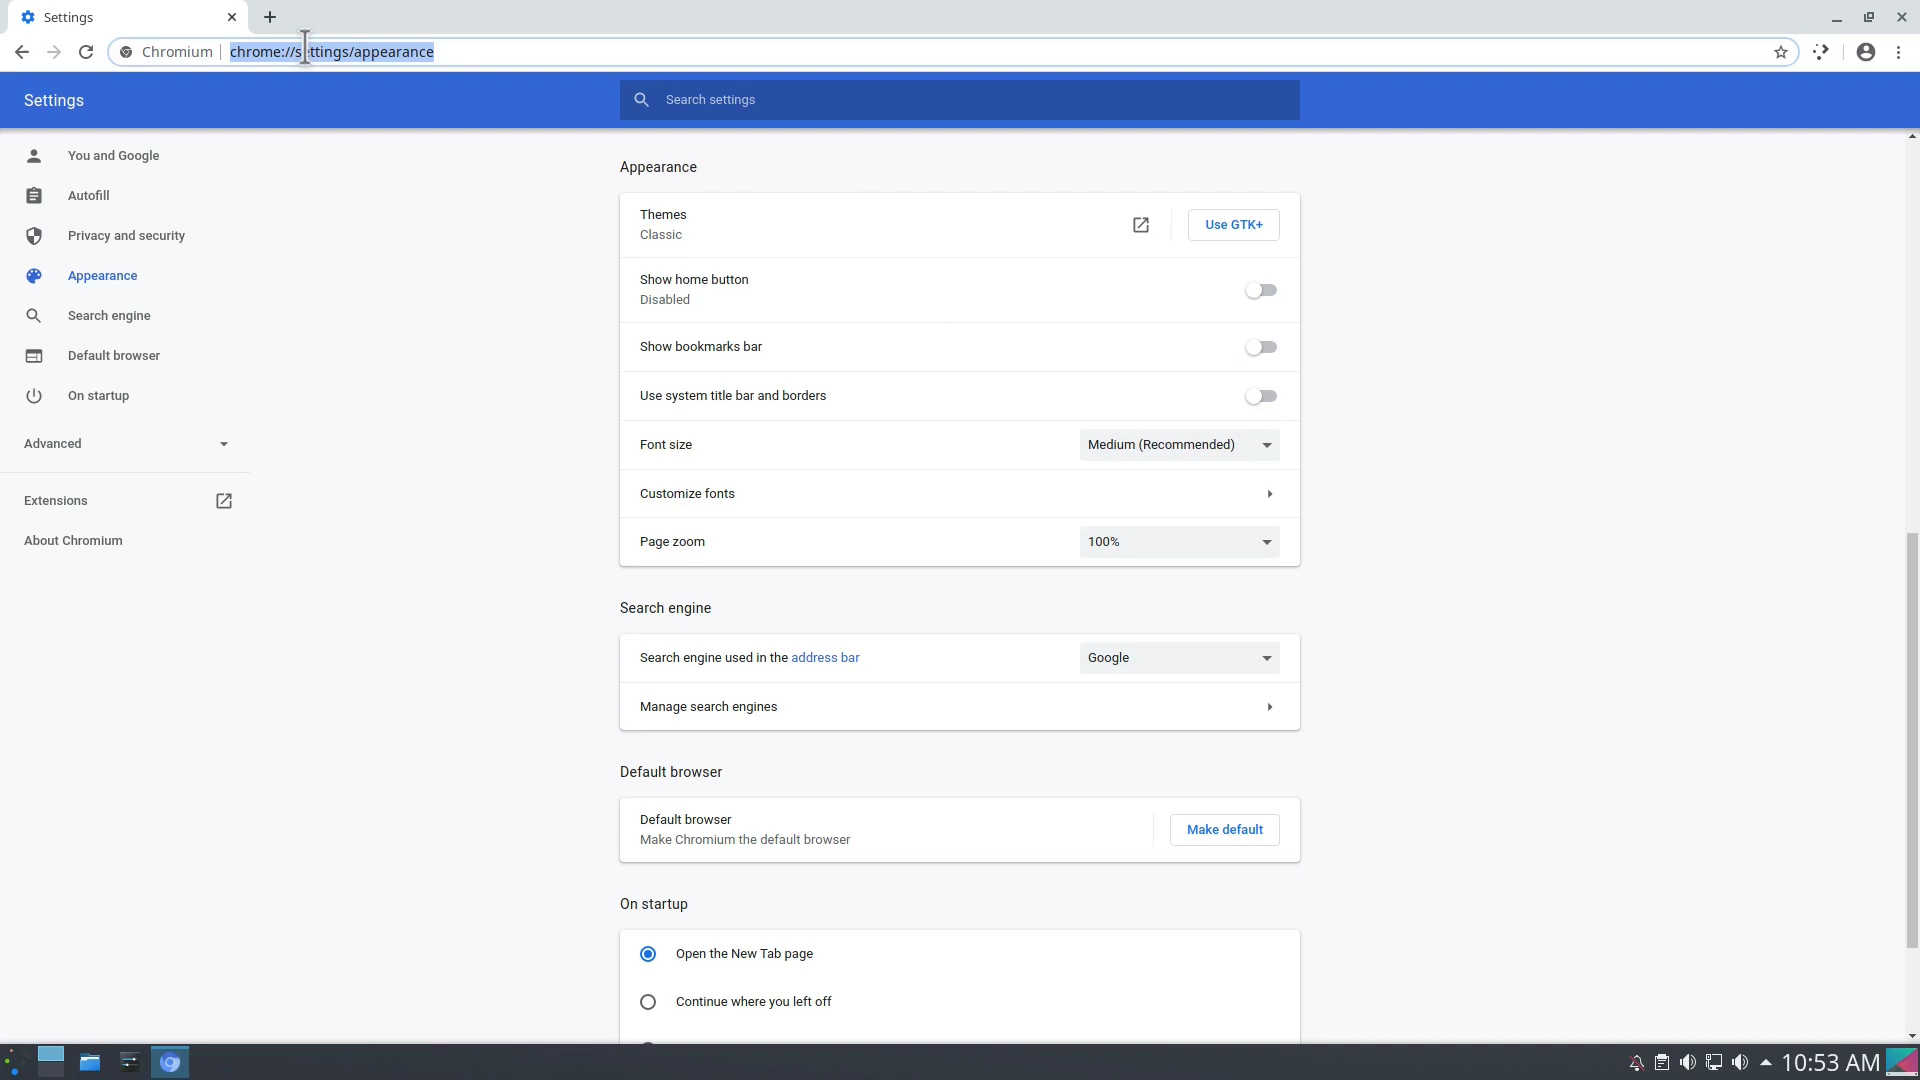 Settings
Chromium
chrome://settings/appearance
Settings
Search settings
You and Google
Autofill
Privacy and security
Appearance
Search engine
Default browser
On startup
Advanced
Extensions
About Chromium
Appearance
Themes
Classic
Use GTK+
Show home button
Disabled
Show bookmarks bar
Use system title bar and borders
Font size
Medium (Recommended)
Customize fonts
Page zoom
100%
Search engine
Search engine used in the address bar
Google
Manage search engines
Default browser
Default browser
Make Chromium the default browser
Make default
On startup
Open the New Tab page
Continue where you left off
10:53 AM